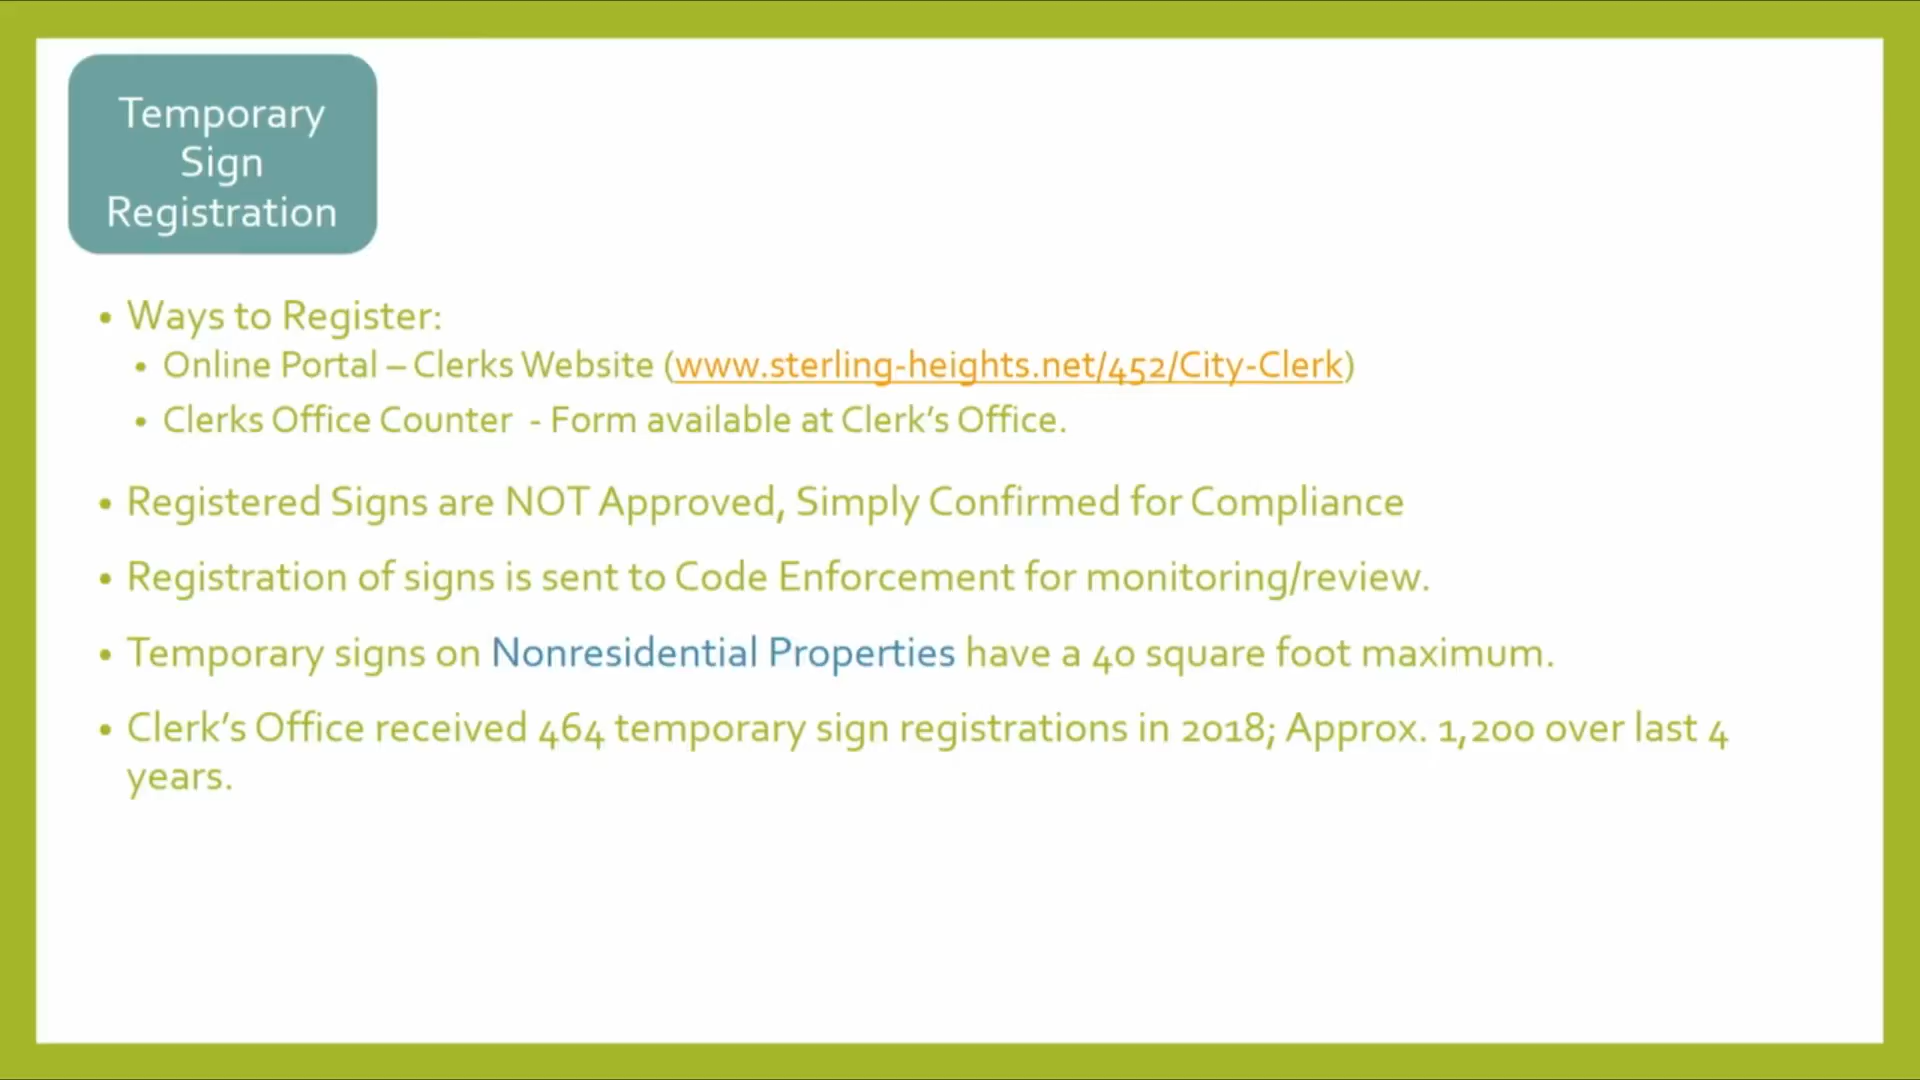 Temporary
Sign
Registration
• Ways to Register:
• Online Portal – Clerks Website (www.sterling-heights.net/452/City-Clerk)
• Clerks Office Counter  - Form available at Clerk’s Office.
• Registered Signs are NOT Approved, Simply Confirmed for Compliance
• Registration of signs is sent to Code Enforcement for monitoring/review.
• Temporary signs on Nonresidential Properties have a 40 square foot maximum.
• Clerk’s Office received 464 temporary sign registrations in 2018; Approx. 1,200 over last 4
years.